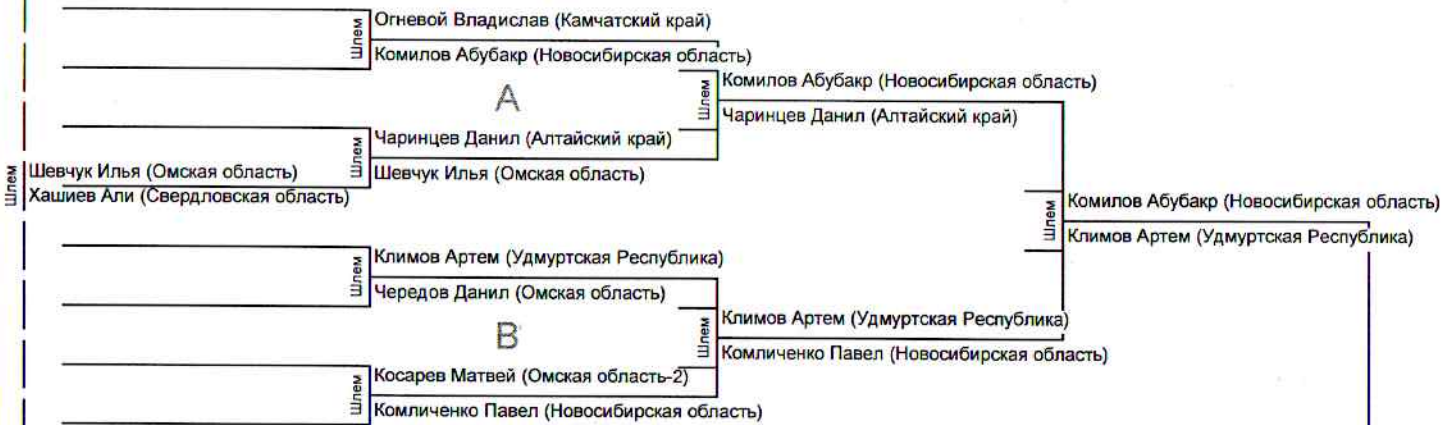 Шлем
Огневой Владислав (Камчатский край)
Комилов Абубакр (Новосибирская область)
A
Шлем
Комилов Абубакр (Новосибирская область)
Чаринцев Данил (Алтайский край)
Шлем
Чаринцев Данил (Алтайский край)
Шевчук Илья (Омская область)
Шлем
Шевчук Илья (Омская область)
Хашиев Али (Свердловская область)
Шлем
Комилов Абубакр (Новосибирская область)
Климов Артем (Удмуртская Республика)
Шлем
Климов Артем (Удмуртская Республика)
Чередов Данил (Омская область)
B
Шлем
Климов Артем (Удмуртская Республика)
Комличенко Павел (Новосибирская область)
Шлем
Косарев Матвей (Омская область-2)
Комличенко Павел (Новосибирская область)